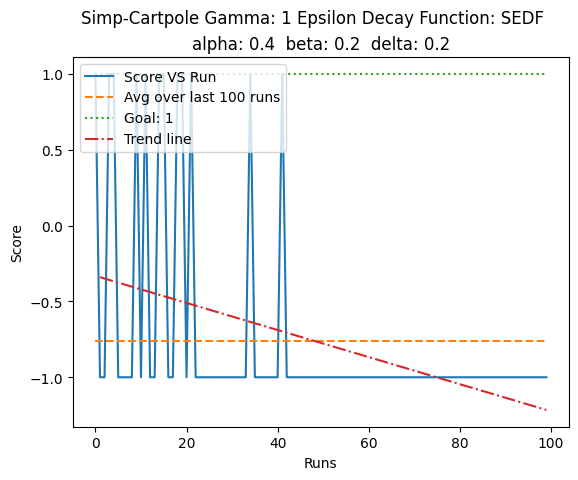 Simp-Cartpole Gamma: 1 Epsilon Decay Function: SEDF
alpha: 0.4 beta: 0.2 delta: 0.2
Score VS Run
Avg over last 100 runs
Goal: 1
Trend line
1.0
0.5
0.0
−0.5
−1.0
Score
0
20
40
60
80
100
Runs